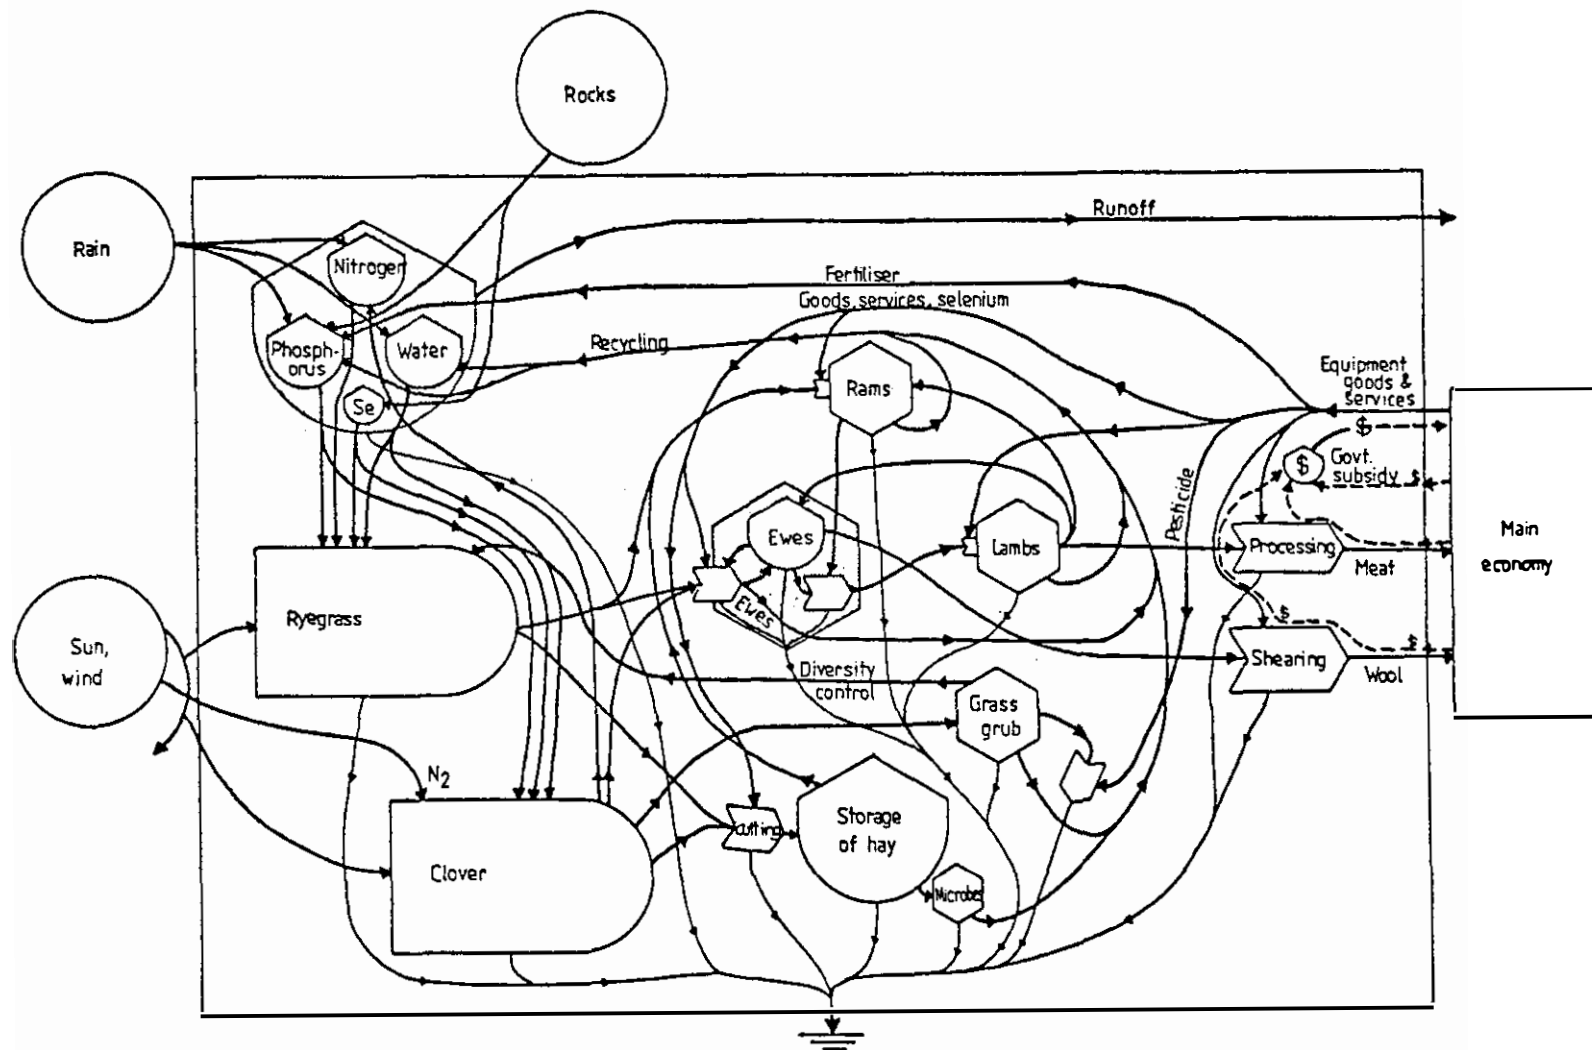 Rocks
Rain
Runoff
Nitrogen
Fertiliser
Goods, services, selenium
Phosph-
orus
Water
Recycling
Se
Rams
Equipment
goods &
services
$
$
Govt.
subsidy
$
Pesticide
Ewes
Lambs
Processing
Meat
Main
economy
Ewes
Ryegrass
Sun,
wind
$
$
Shearing
Wool
Diversity
control
Grass
grub
N2
Cutting
Storage
of hay
Clover
Microbes